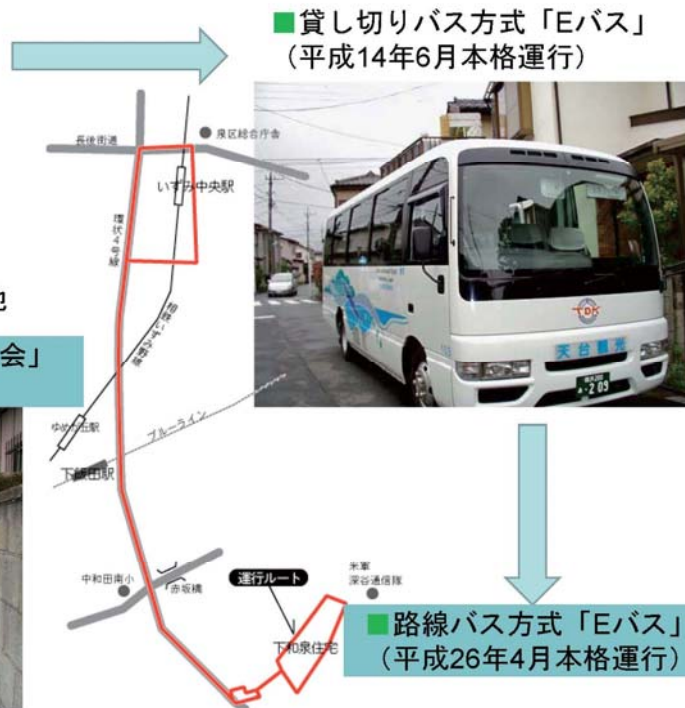 ■貸し切りバス方式「Eバス」
（平成14年6月本格運行）
長後街道
泉区総合庁舎
いずみ中央駅
環状4号線
相鉄いずみ野線
会」
ゆめが丘駅
ブルーライン
下飯田駅
TDK
天台観光
209
中和田南小
赤坂橋
運行ルート
米軍
深谷通信隊
下和泉住宅
■路線バス方式「Eバス」
（平成26年4月本格運行）